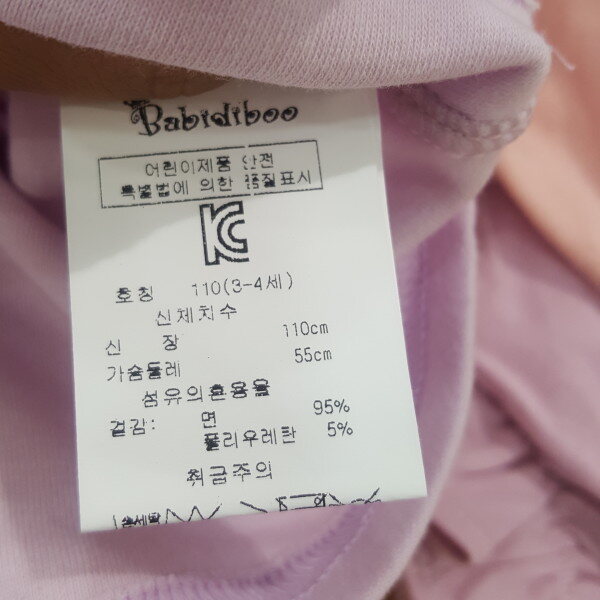 Babidiboo
어린이제품 안전
특별법에 의한 품질표시
KC
호칭 110(3-4세)
신체치수
신 장 110cm
가슴둘레 55cm
섬유의혼용율
겉감: 면 95%
폴리우레탄 5%
취급주의